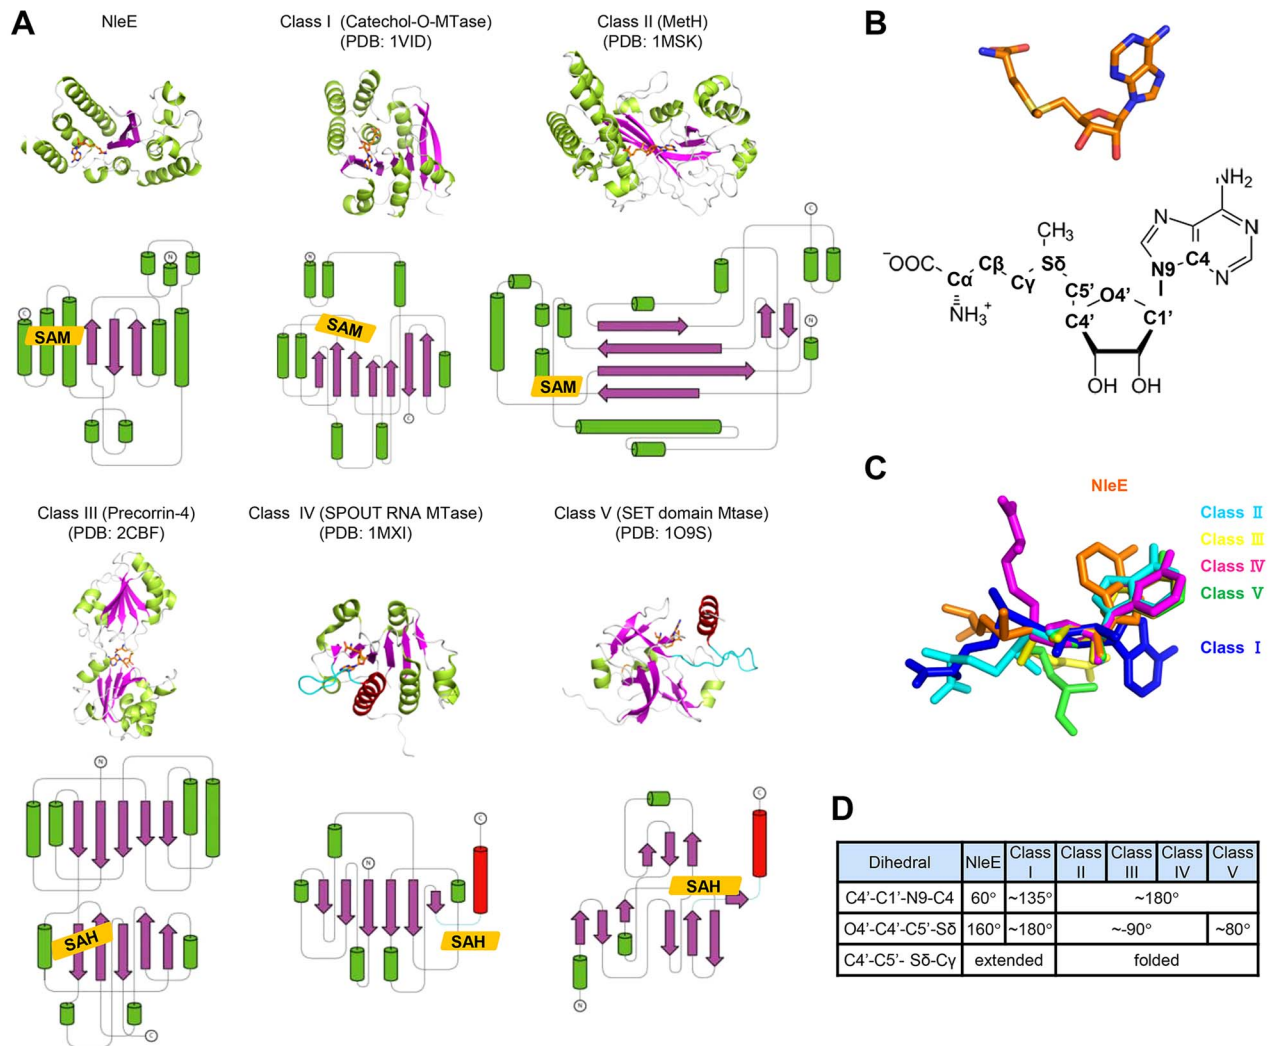 A
NleE
Class I (Catechol-O-MTase)
(PDB: 1VID)
Class II (MetH)
(PDB: 1MSK)
N
C
SAM
N
SAM
C
C
N
SAM
Class III (Precorrin-4)
(PDB: 2CBF)
Class IV (SPOUT RNA MTase)
(PDB: 1MXI)
Class V (SET domain Mtase)
(PDB: 1O9S)
N
SAH
C
N
C
SAH
C
SAH
N
B
NH₂
N
N
N
N9
C4
CH₃
Sδ
⁻OOC
Cα
Cβ
Cγ
NH₃⁺
C5'
O4'
C4'
C1'
OH
OH
C
NleE
Class II
Class III
Class IV
Class V
Class I
D
Dihedral NleE Class I Class II Class III Class IV Class V
C4'-C1'-N9-C4 60° ~135° ~180°
O4'-C4'-C5'-Sδ 160° ~180° ~-90° ~80°
C4'-C5'- Sδ-Cγ extended folded